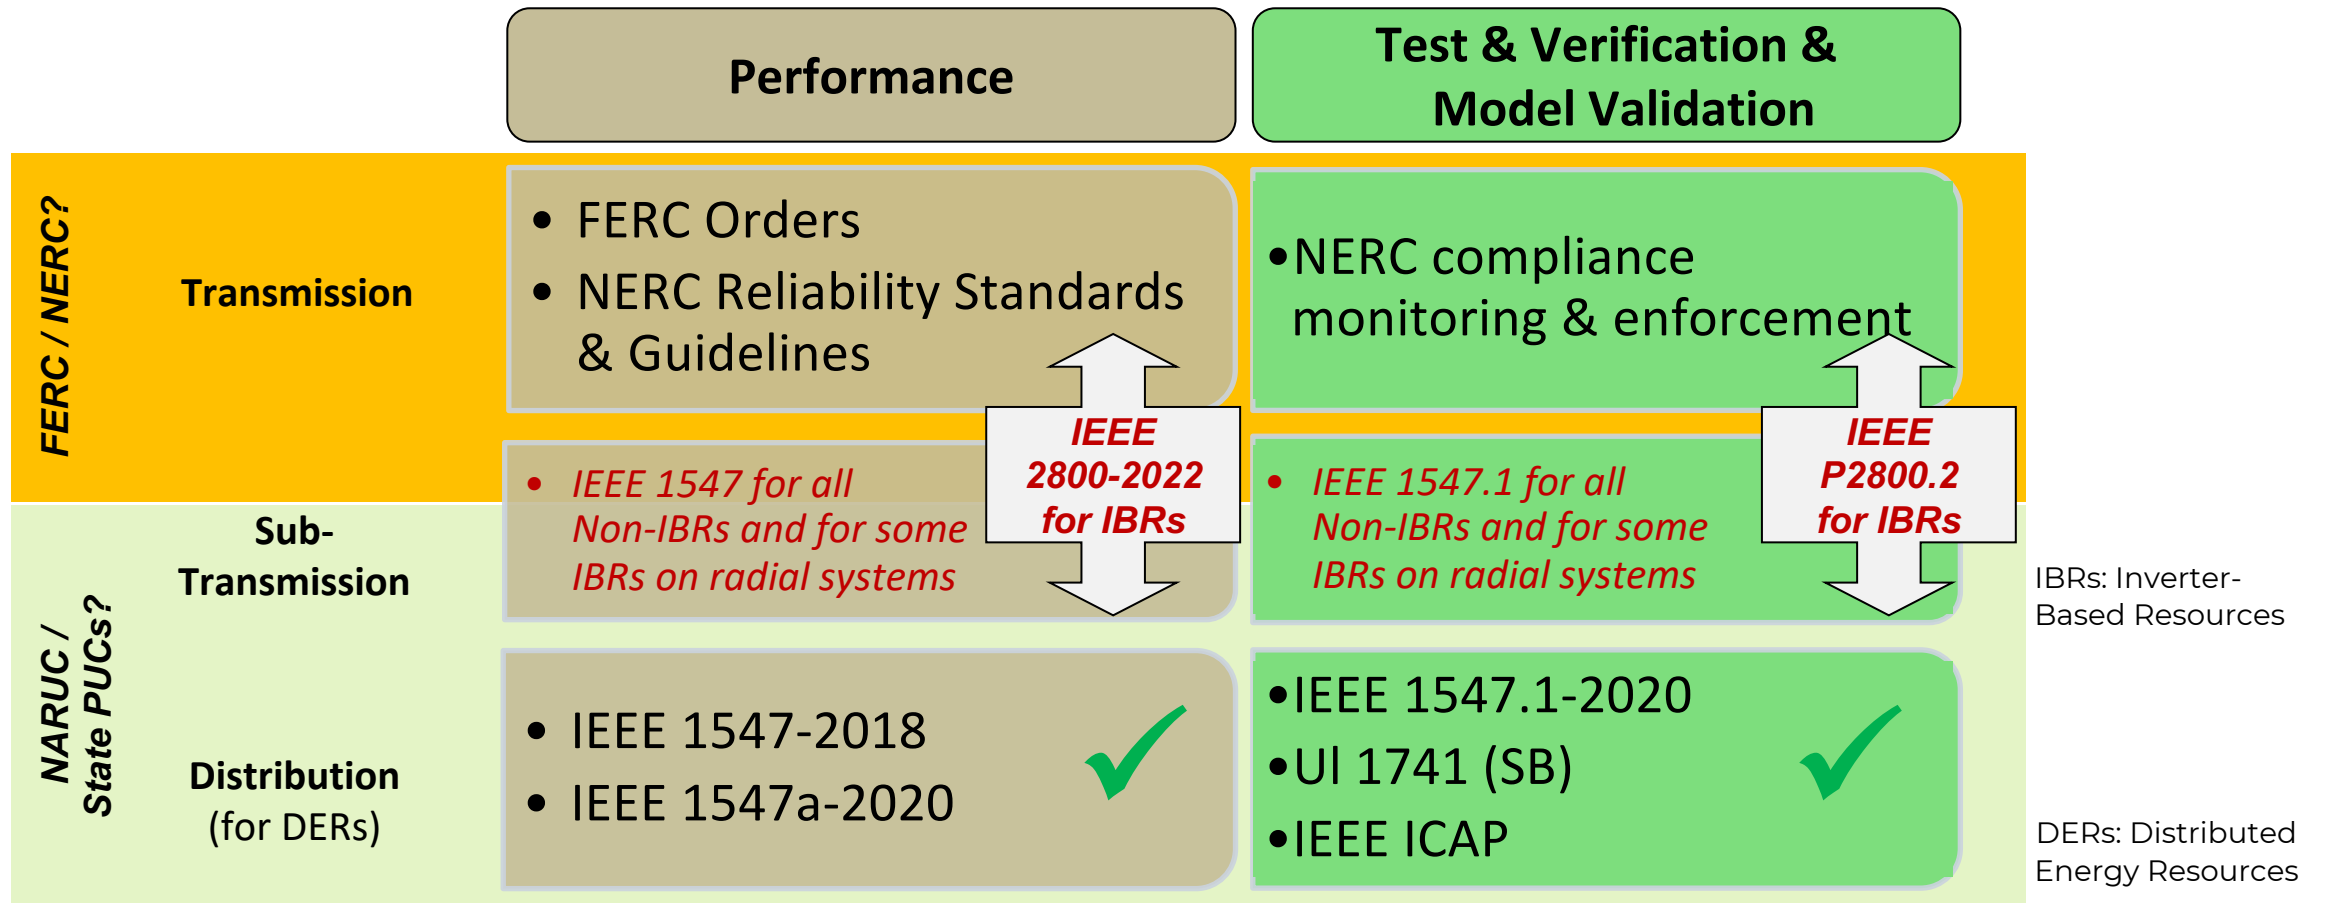 Performance
Test & Verification &
Model Validation
FERC / NERC?
Transmission
• FERC Orders
• NERC Reliability Standards
& Guidelines
•NERC compliance
monitoring & enforcement
IEEE
2800-2022
for IBRs
IEEE
P2800.2
for IBRs
Sub-
Transmission
• IEEE 1547 for all
Non-IBRs and for some
IBRs on radial systems
• IEEE 1547.1 for all
Non-IBRs and for some
IBRs on radial systems
IBRs: Inverter-
Based Resources
NARUC /
State PUCs?
Distribution
(for DERs)
• IEEE 1547-2018
• IEEE 1547a-2020
•IEEE 1547.1-2020
•Ul 1741 (SB)
•IEEE ICAP
DERs: Distributed
Energy Resources